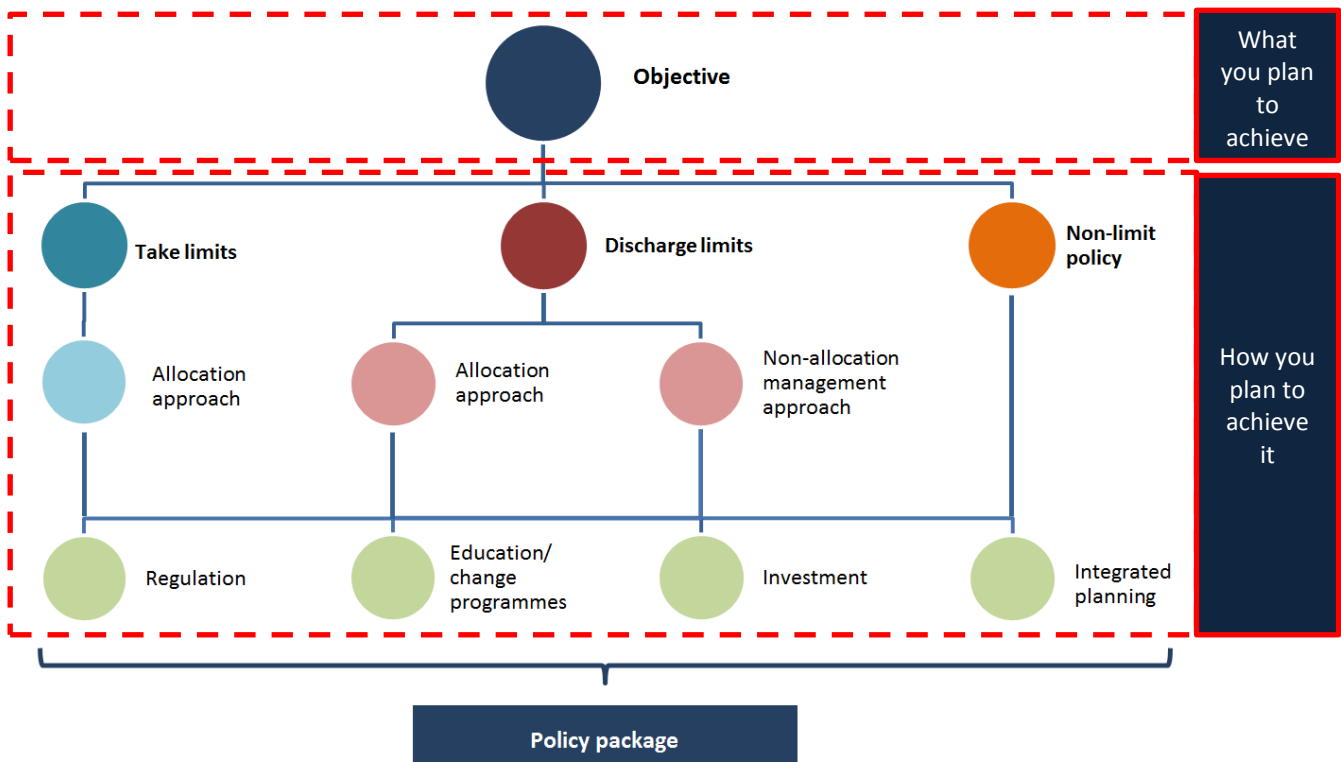 What
you plan
to
achieve
Objective
Take limits
Discharge limits
Non-limit
policy
Allocation
approach
Allocation
approach
Non-allocation
management
approach
How you
plan to
achieve
it
Regulation
Education/
change
programmes
Investment
Integrated
planning
Policy package